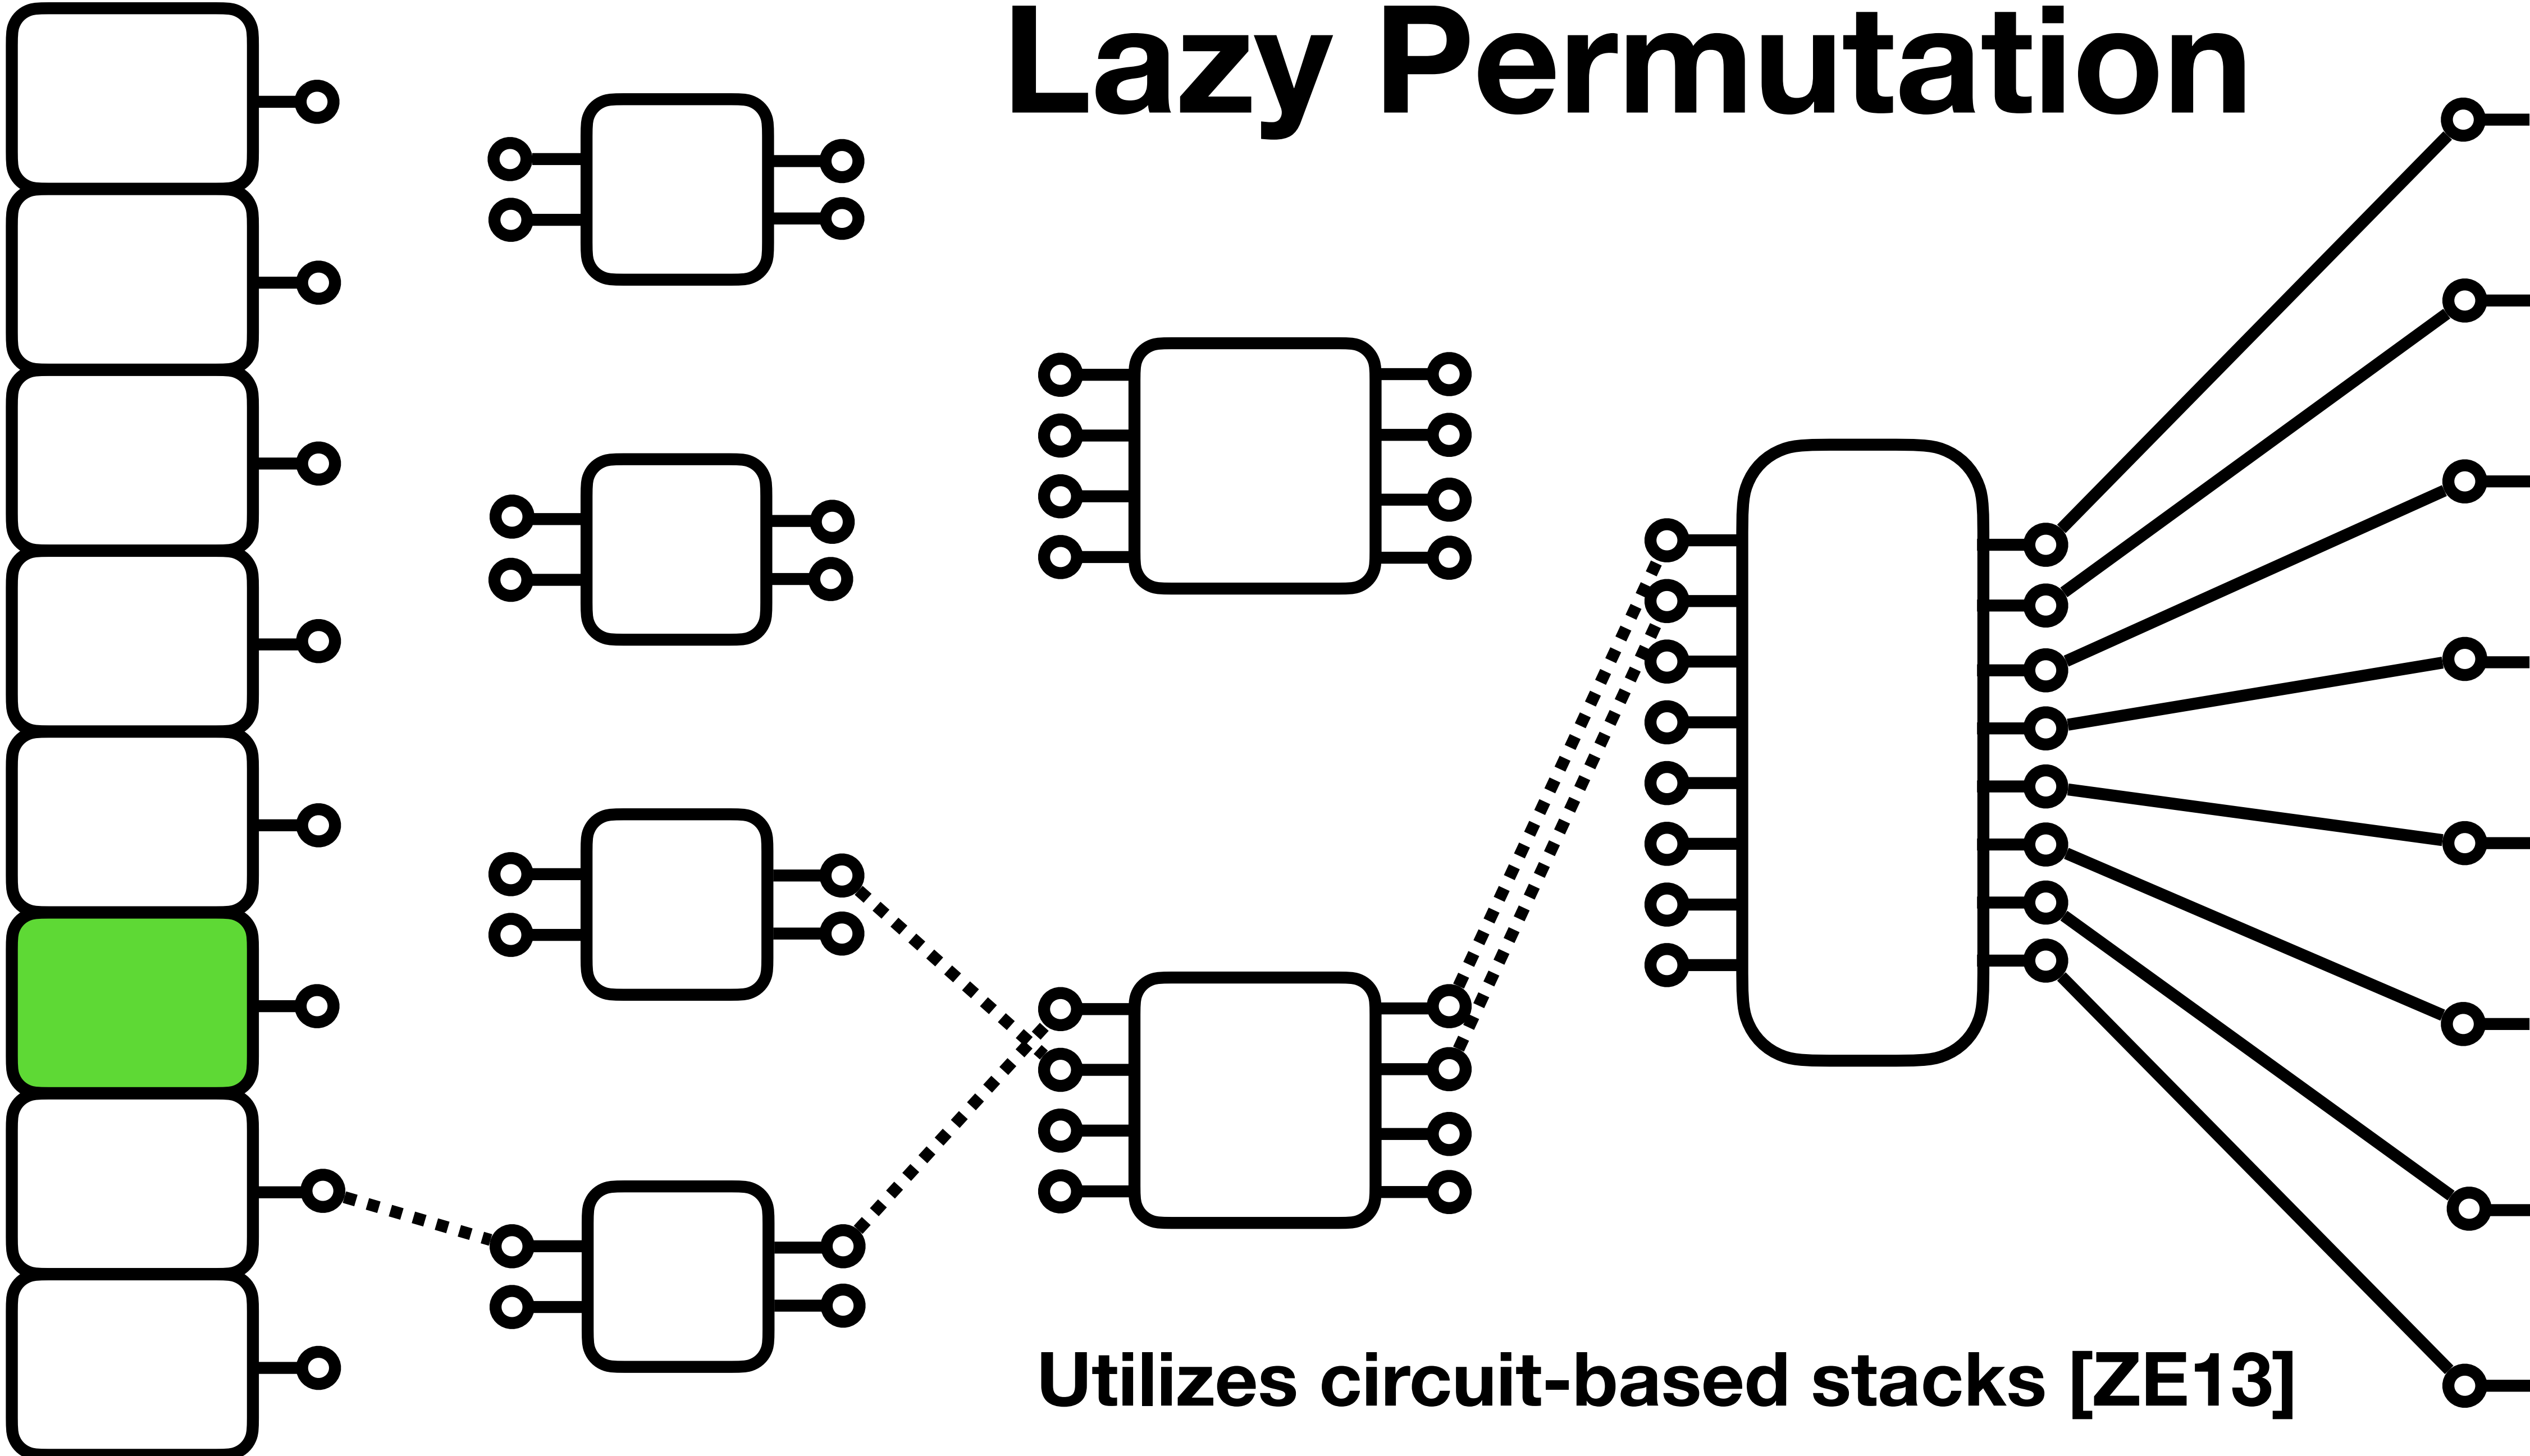 Lazy Permutation
Utilizes circuit-based stacks [ZE13]